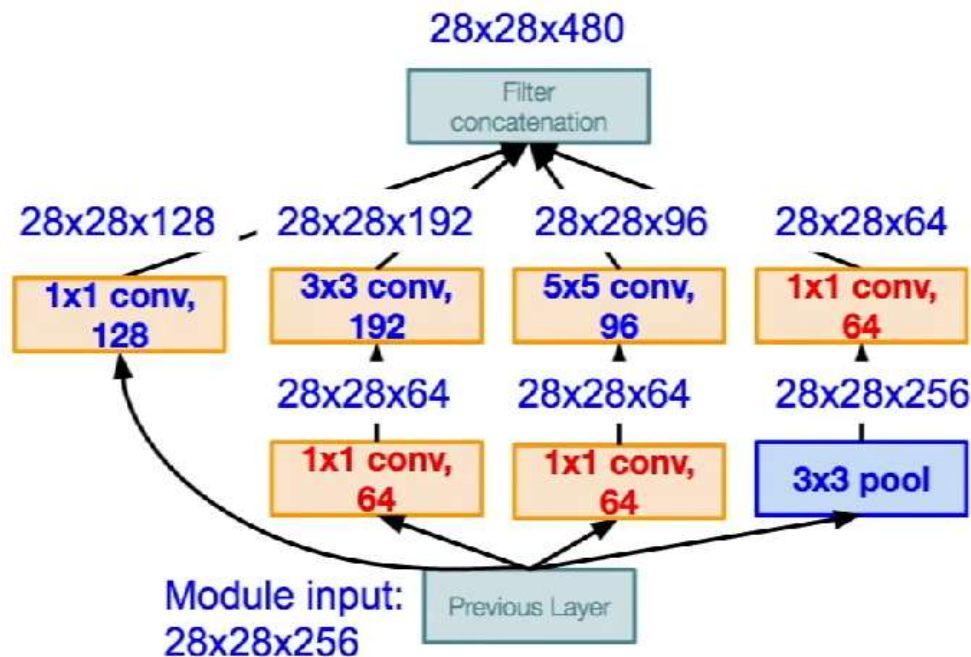 28x28x480
Filter
concatenation
28x28x128
28x28x192
28x28x96
28x28x64
1x1 conv,
128
3x3 conv,
192
5x5 conv,
96
1x1 conv,
64
28x28x64
28x28x64
28x28x256
1x1 conv,
64
1x1 conv,
64
3x3 pool
Module input:
28x28x256
Previous Layer